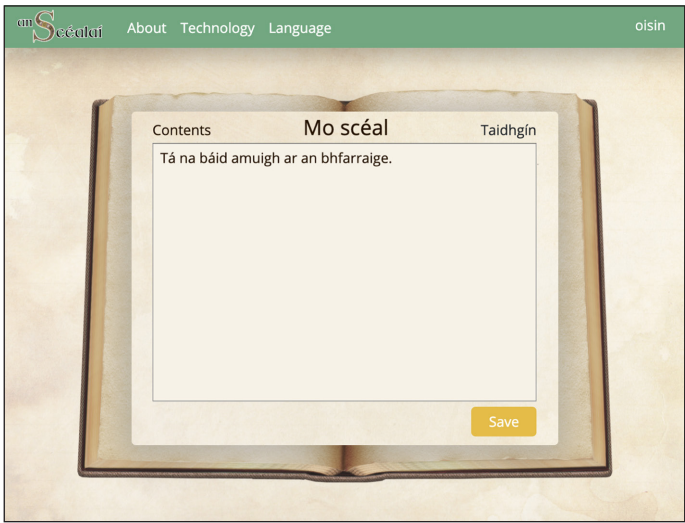 an Scéalaí About Technology Language oisin
Contents Mo scéal Taidhgín
Tá na báid amuigh ar an bhfarraige.
Save